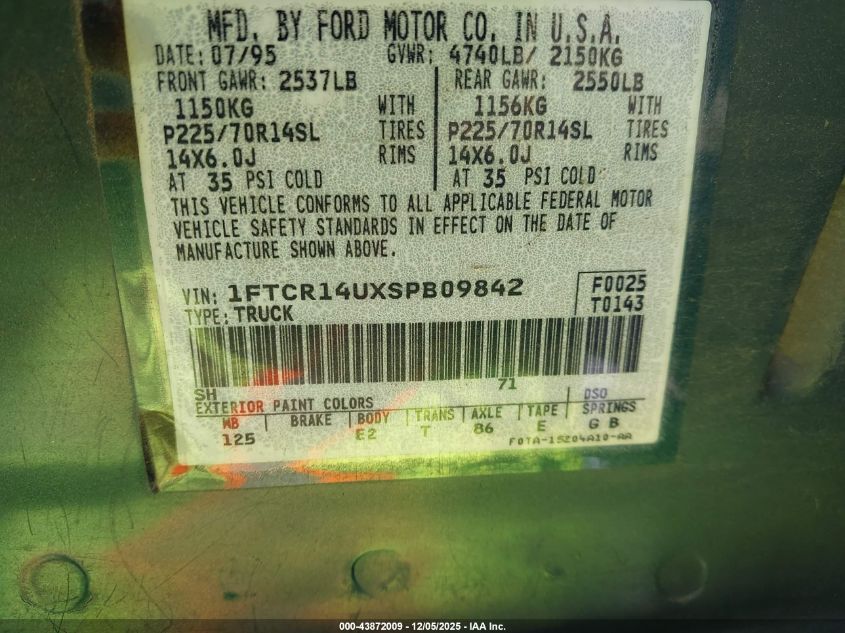 MFD. BY FORD MOTOR CO. IN U.S.A.
DATE: 07/95 GVWR: 4740LB/ 2150KG
FRONT GAWR: 2537LB REAR GAWR: 2550LB
1150KG WITH 1156KG WITH
P225/70R14SL TIRES P225/70R14SL TIRES
14X6.0J RIMS 14X6.0J RIMS
AT 35 PSI COLD AT 35 PSI COLD
THIS VEHICLE CONFORMS TO ALL APPLICABLE FEDERAL MOTOR
VEHICLE SAFETY STANDARDS IN EFFECT ON THE DATE OF
MANUFACTURE SHOWN ABOVE.
VIN: 1FTCR14UXSPB09842 F0025
TYPE: TRUCK T0143
SH 71 DSO
EXTERIOR PAINT COLORS
WB BRAKE BODY TRANS AXLE TAPE SPRINGS
125 E2 T 86 E G B
F0TA-15204A10-AA
000-43872009 - 12/05/2025 - IAA Inc.